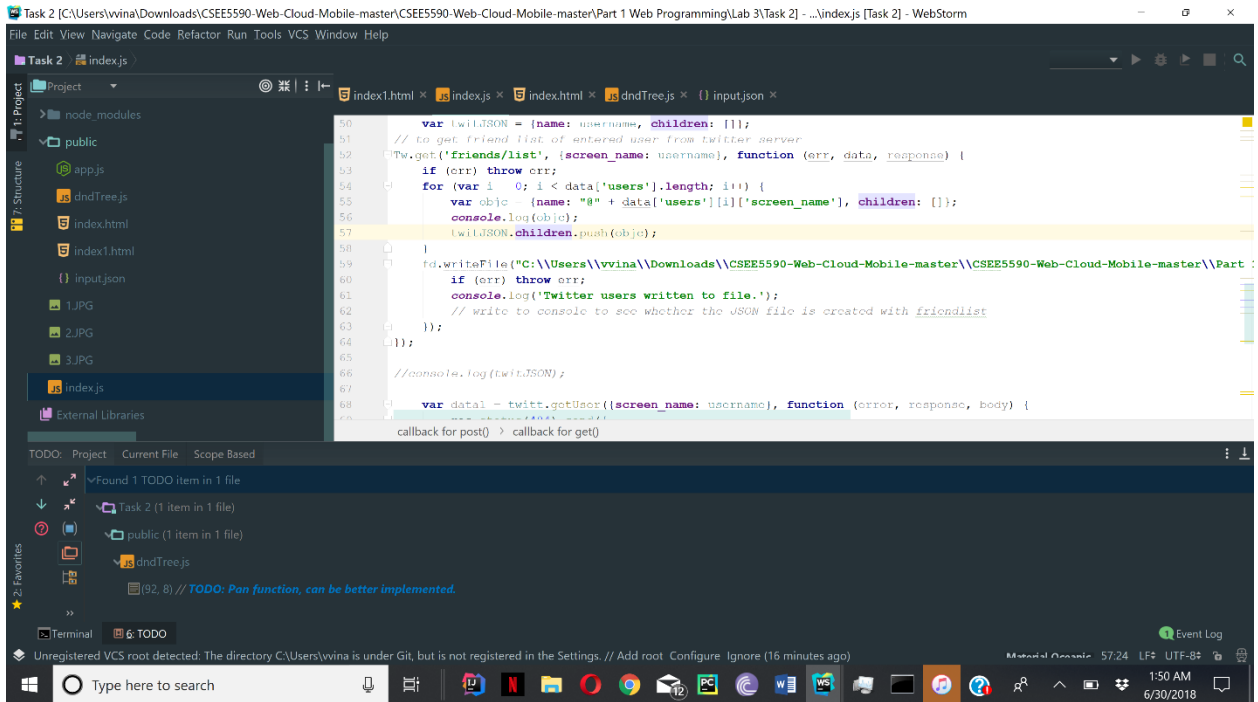 Task 2 [C:\Users\vvina\Downloads\CSEE5590-Web-Cloud-Mobile-master\CSEE5590-Web-Cloud-Mobile-master\Part 1 Web Programming\Lab 3\Task 2] - ...\index.js [Task 2] - WebStorm
File Edit View Navigate Code Refactor Run Tools VCS Window Help
Task 2 index.js
Project
index1.html × index.js × index.html × dndTree.js × input.json ×
1: Project
7: Structure
2: Favorites
node_modules
public
app.js
dndTree.js
index.html
index1.html
input.json
1.JPG
2.JPG
3.JPG
index.js
External Libraries
50 var twitJSON = {name: username, children: []};
51 // to get friend list of entered user from twitter server
52 Tw.get('friends/list', {screen_name: username}, function (err, data, response) {
53 if (err) throw err;
54 for (var i = 0; i < data['users'].length; i++) {
55 var objc = {name: "@" + data['users'][i]['screen_name'], children: []};
56 console.log(objc);
57 twitJSON.children.push(objc);
58 }
59 fd.writeFile("C:\\Users\\vvina\\Downloads\\CSEE5590-Web-Cloud-Mobile-master\\CSEE5590-Web-Cloud-Mobile-master\\Part
60 if (err) throw err;
61 console.log('Twitter users written to file.');
62 // write to console to see whether the JSON file is created with friendlist
63 });
64 });
65
66 //console.log(twitJSON);
67
68 var data1 = twitt.getUser({screen_name: username}, function (error, response, body) {
callback for post() > callback for get()
TODO: Project Current File Scope Based
Found 1 TODO item in 1 file
Task 2 (1 item in 1 file)
public (1 item in 1 file)
dndTree.js
(92, 8) // TODO: Pan function, can be better implemented.
Terminal 6: TODO
1 Event Log
Unregistered VCS root detected: The directory C:\Users\vvina is under Git, but is not registered in the Settings. // Add root Configure Ignore (16 minutes ago)
Material Oceanic 57:24 LF÷ UTF-8÷
Type here to search
12
1:50 AM
6/30/2018